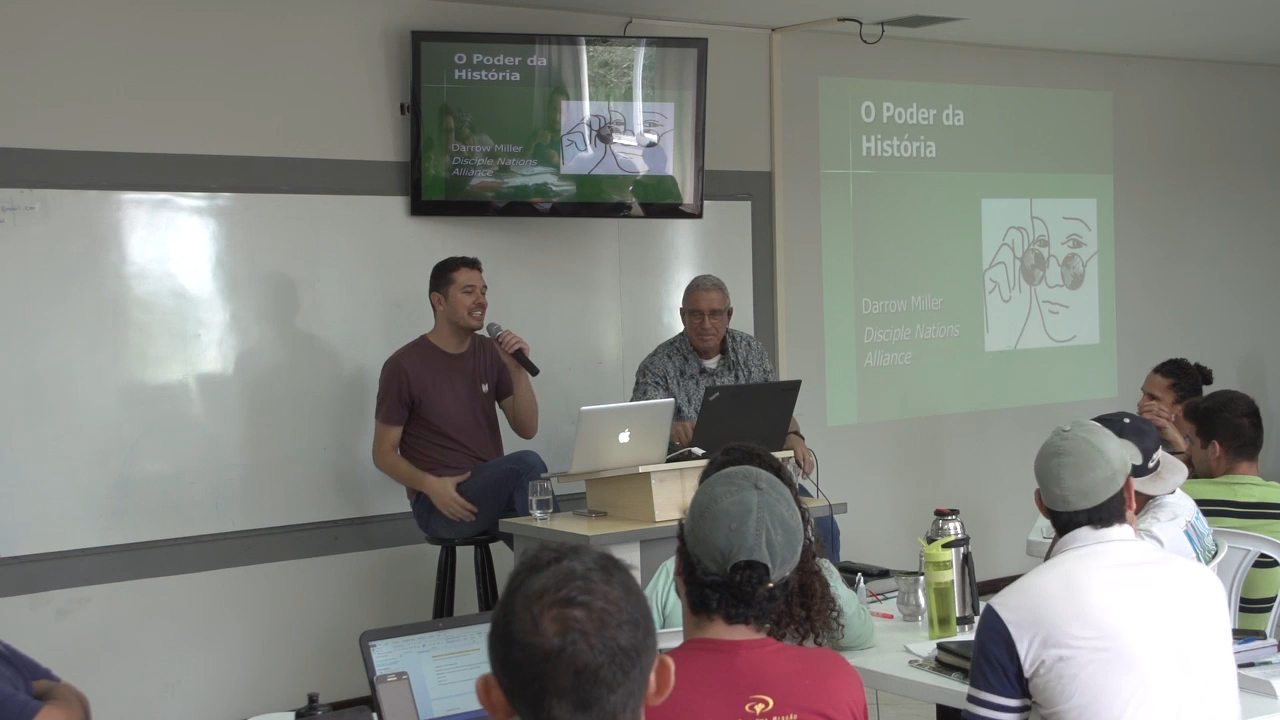 O Poder da
História
Darrow Miller
Disciple Nations
Alliance
O Poder da
História
Darrow Miller
Disciple Nations
Alliance